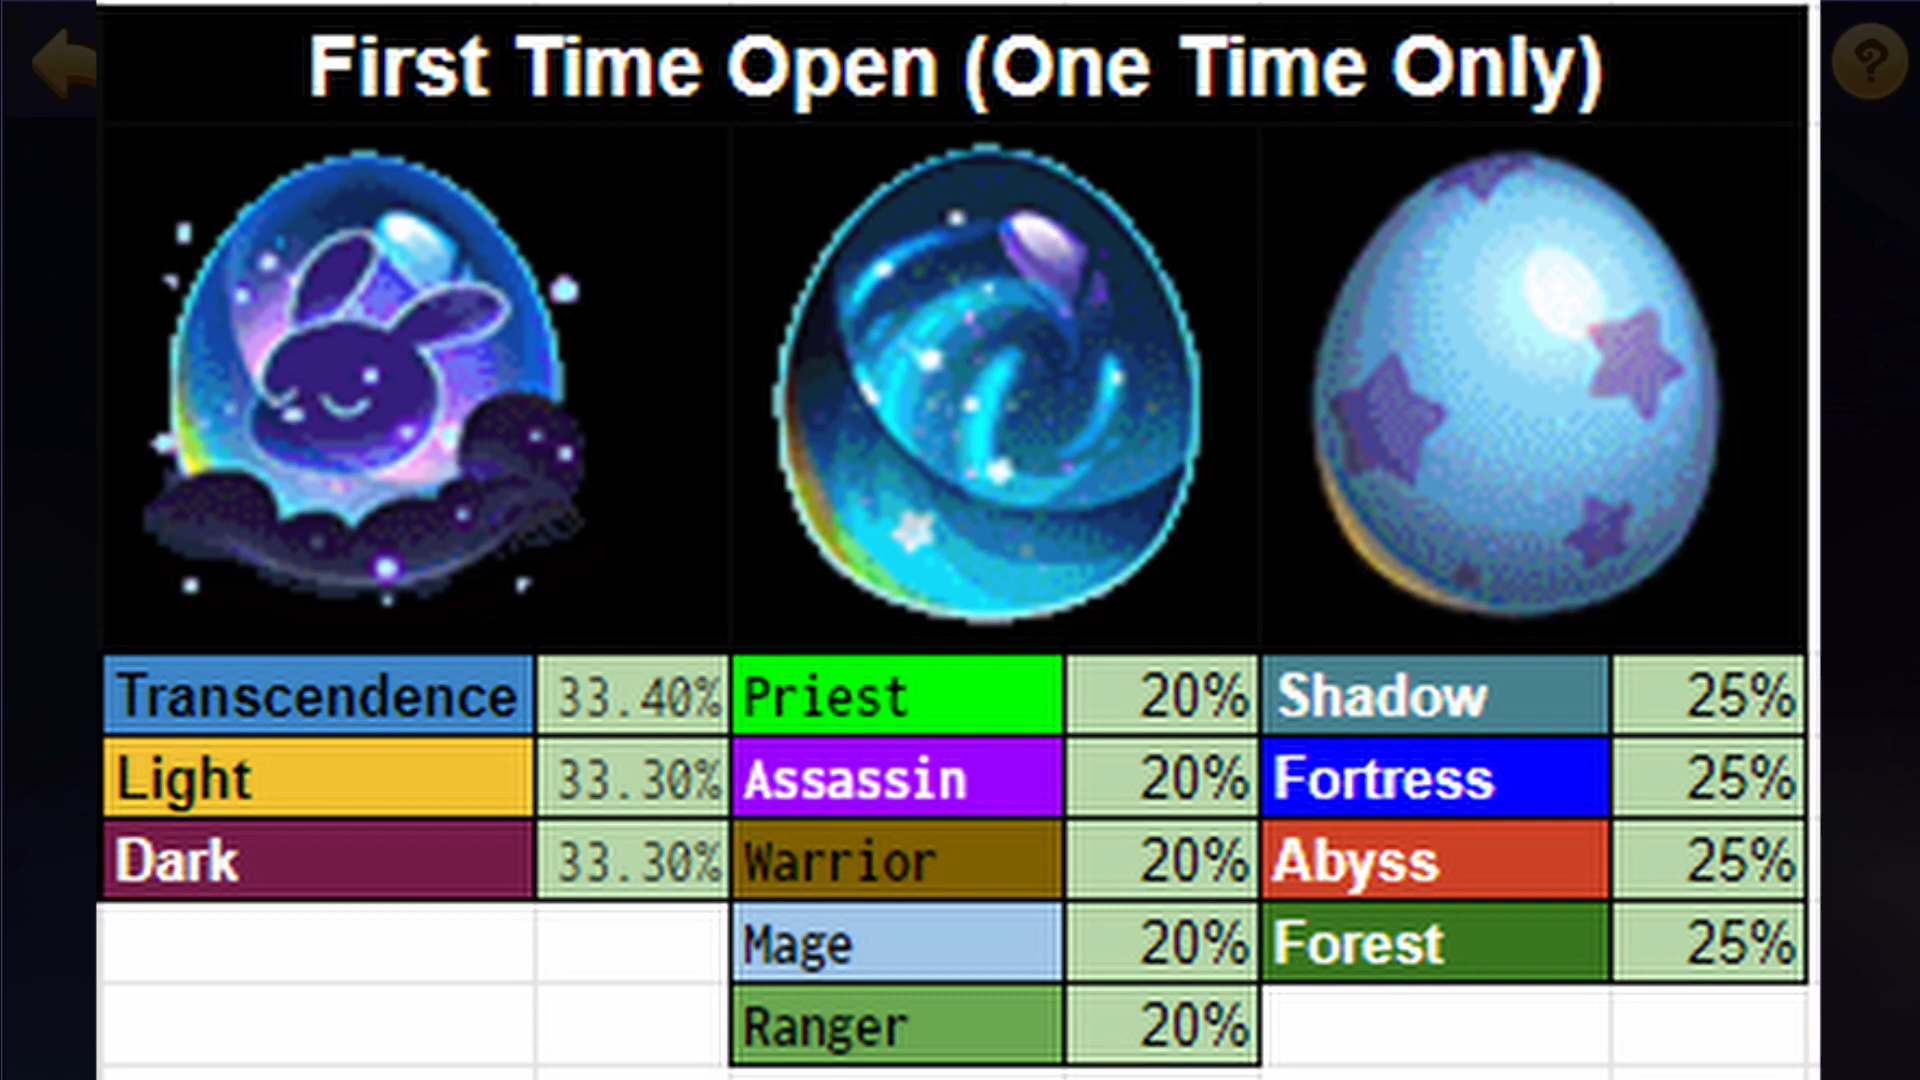 First Time Open (One Time Only)
?
Transcendence 33.40% Priest 20% Shadow 25%
Light 33.30% Assassin 20% Fortress 25%
Dark 33.30% Warrior 20% Abyss 25%
Mage 20% Forest 25%
Ranger 20%